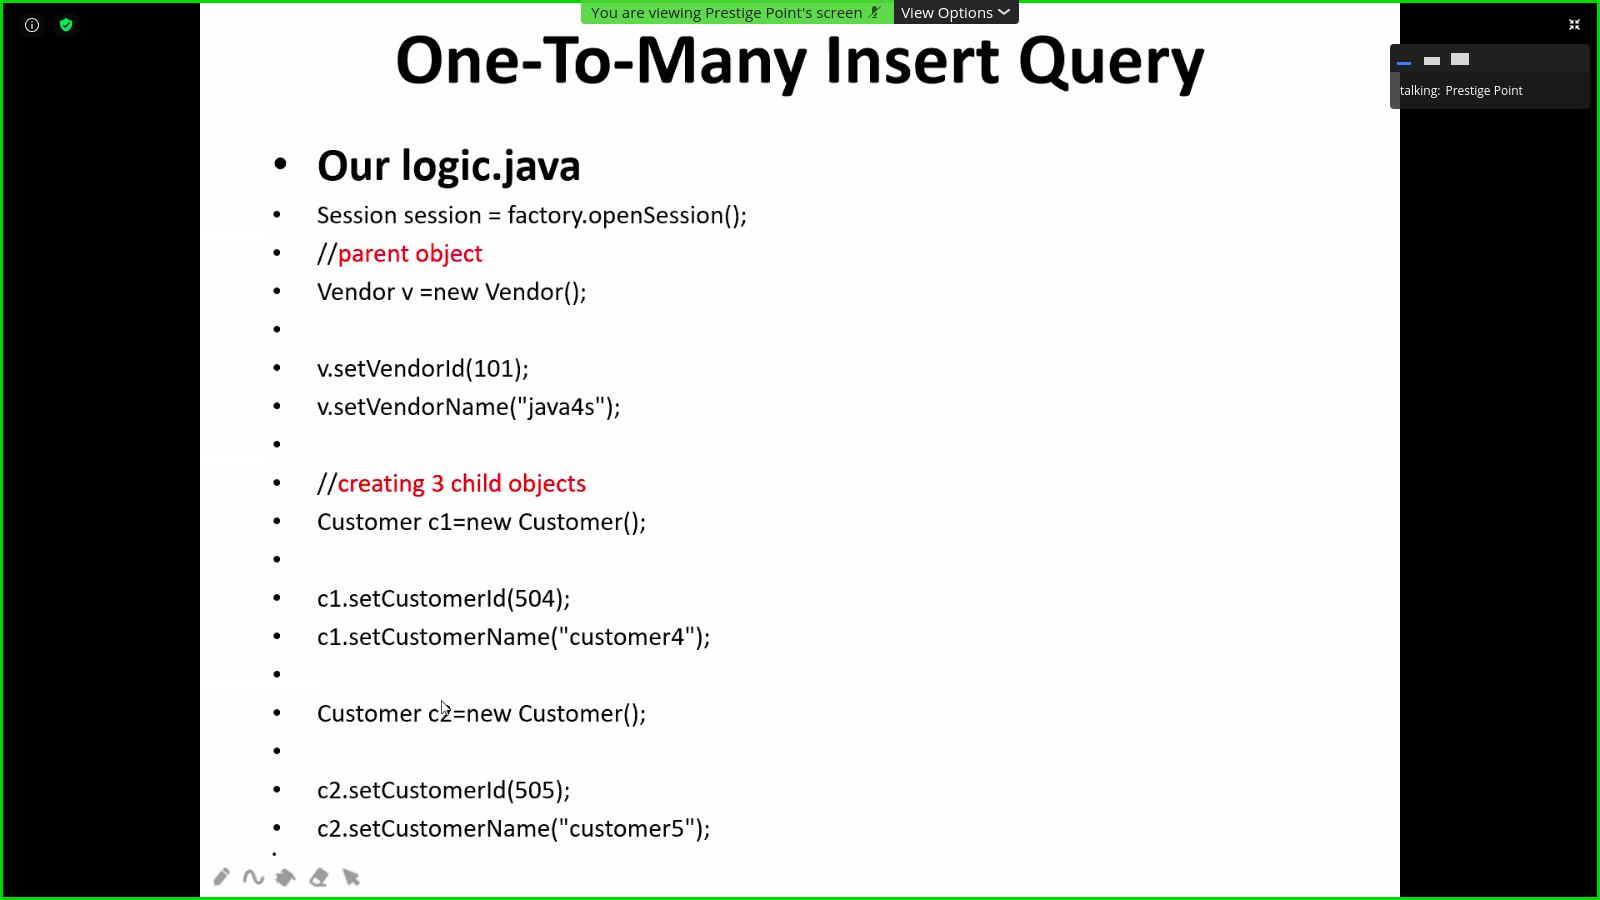 You are viewing Prestige Point's screen View Options
talking: Prestige Point
One-To-Many Insert Query
• Our logic.java
• Session session = factory.openSession();
• //parent object
• Vendor v =new Vendor();
•
• v.setVendorId(101);
• v.setVendorName("java4s");
•
• //creating 3 child objects
• Customer c1=new Customer();
•
• c1.setCustomerId(504);
• c1.setCustomerName("customer4");
•
• Customer c2=new Customer();
•
• c2.setCustomerId(505);
• c2.setCustomerName("customer5");
•